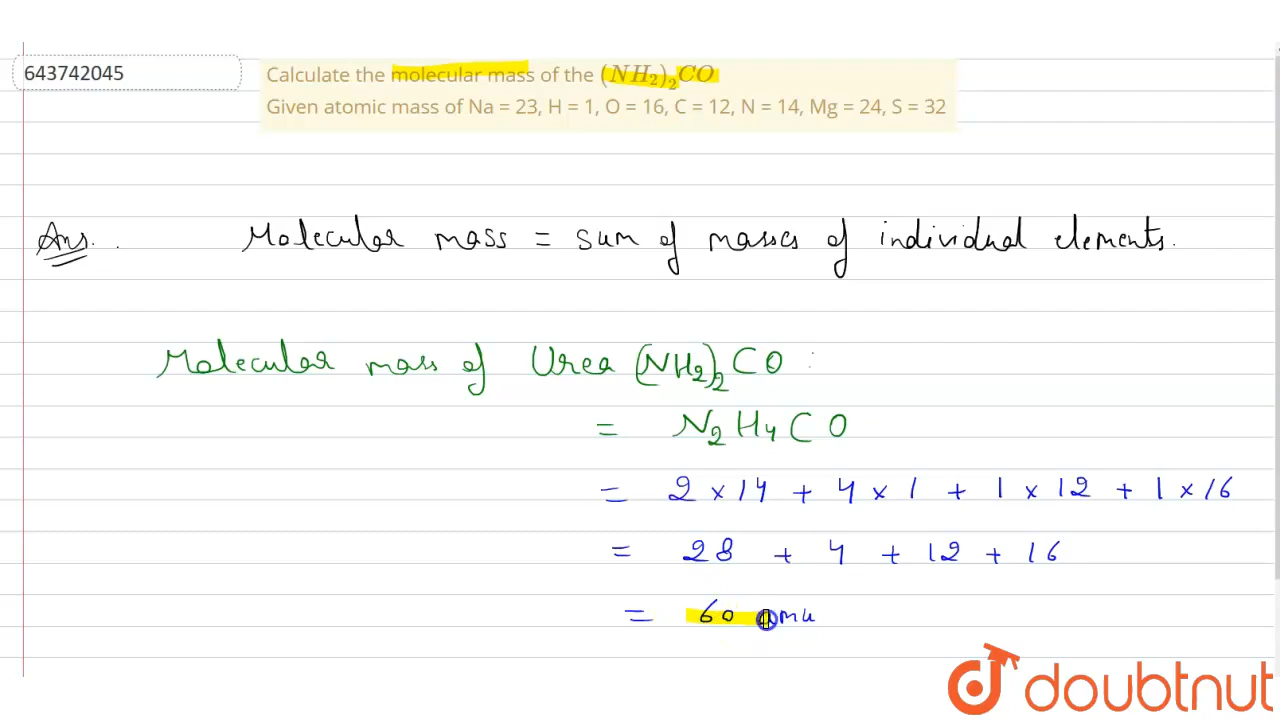 643742045
Calculate the molecular mass of the (NH₂)₂CO
Given atomic mass of Na = 23, H = 1, O = 16, C = 12, N = 14, Mg = 24, S = 32
Ans. Molecular mass = sum of masses of individual elements.
Molecular mass of Urea (NH₂)₂CO :
= N₂H₄CO
= 2 × 14 + 4 × 1 + 1 × 12 + 1 × 16
= 28 + 4 + 12 + 16
= 60 amu
doubtnut